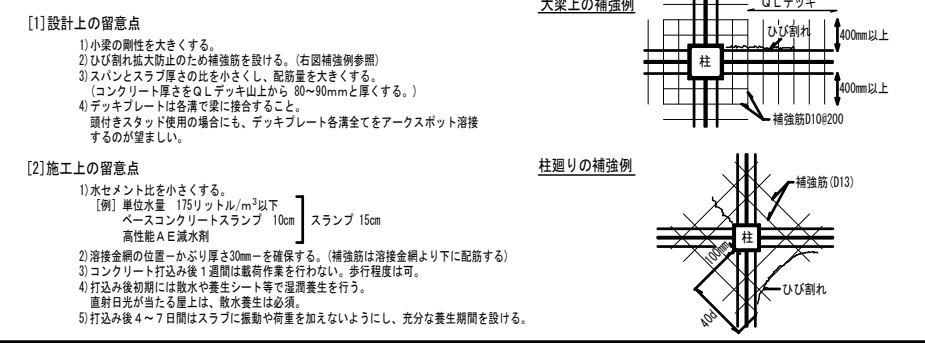 [1]設計上の留意点
1)小梁の剛性を大きくする。
2)ひび割れ拡大防止のため補強筋を設ける。(右図補強例参照)
3)スパンとスラブ厚さの比を小さくし、配筋量を大きくする。
(コンクリート厚さをQLデッキ山上から 80~90mmと厚くする。)
4)デッキプレートは各溝で梁に接合すること。
頭付きスタッド使用の場合にも、デッキプレート各溝全てをアークスポット溶接
するのが望ましい。
[2]施工上の留意点
1)水セメント比を小さくする。
[例] 単位水量 175リットル/m³以下
ベースコンクリートスランプ 10cm
スランプ 15cm
高性能AE減水剤
2)溶接金網の位置ーかぶり厚さ30mmーを確保する。(補強筋は溶接金網より下に配筋する)
3)コンクリート打込み後1週間は載荷作業を行わない。歩行程度は可。
4)打込み後初期には散水や養生シート等で湿潤養生を行う。
直射日光が当たる屋上は、散水養生は必須。
5)打込み後4~7日間はスラブに振動や荷重を加えないようにし、充分な養生期間を設ける。
大梁上の補強例
QLデッキ
ひび割れ
400mm以上
柱
400mm以上
補強筋D10@200
柱廻りの補強例
補強筋(D13)
柱
100mm
ひび割れ
40d